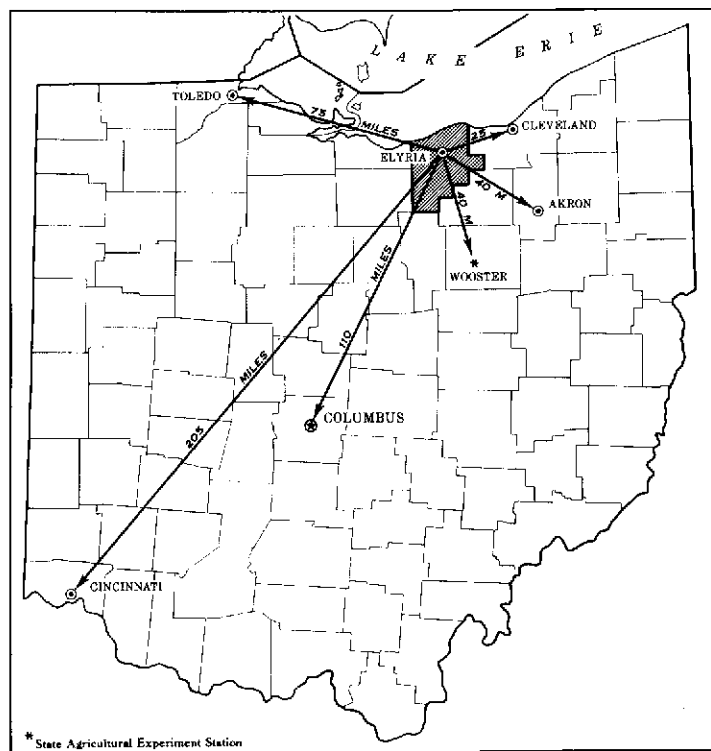 LAKE ERIE
TOLEDO
75 MILES
25
CLEVELAND
ELYRIA
40 M
40 M
AKRON
WOOSTER
*
MILES
110
MILES
205
COLUMBUS
CINCINNATI
* State Agricultural Experiment Station